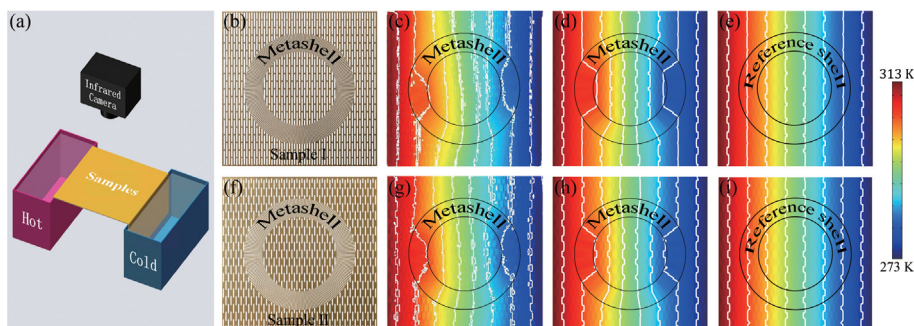 (a)
Infrared
Camera
Samples
Hot
Cold
(b)
Metashell
Sample I
(c)
Metashell
(d)
Metashell
(e)
Reference shell
313 K
273 K
(f)
Metashell
Sample II
(g)
Metashell
(h)
Metashell
(i)
Reference shell